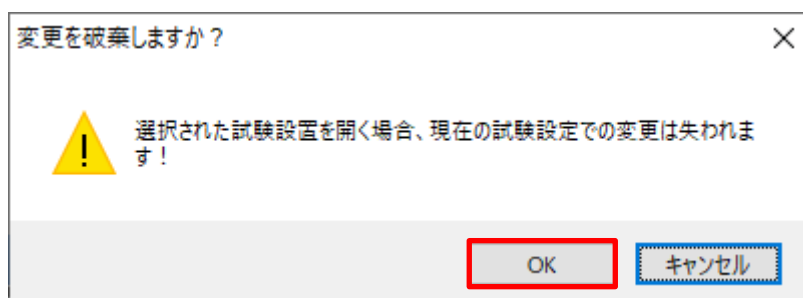 変更を破棄しますか？
選択された試験設置を開く場合、現在の試験設定での変更は失われま
す！
OK
キャンセル